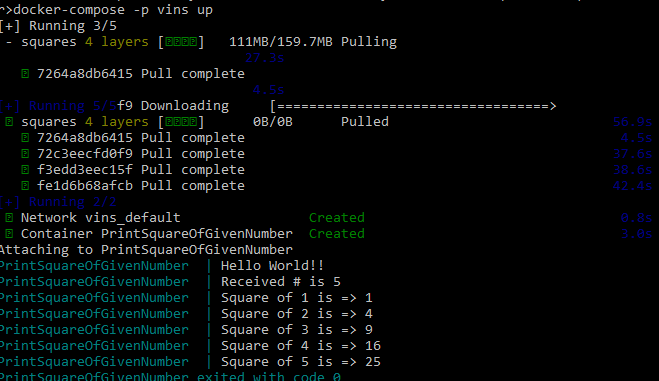 r>docker-compose -p vins up
[+] Running 3/5
- squares 4 layers [⍰⍰⍰⍰] 111MB/159.7MB Pulling
27.3s
⍰ 7264a8db6415 Pull complete
4.5s
[+] Running 5/5f9 Downloading [==================================>
⍰ squares 4 layers [⍰⍰⍰⍰] 0B/0B Pulled 56.9s
⍰ 7264a8db6415 Pull complete 4.5s
⍰ 72c3eecfd0f9 Pull complete 37.6s
⍰ f3edd3eec15f Pull complete 38.6s
⍰ fe1d6b68afcb Pull complete 42.4s
[+] Running 2/2
⍰ Network vins_default Created 0.8s
⍰ Container PrintSquareOfGivenNumber Created 3.0s
Attaching to PrintSquareOfGivenNumber
PrintSquareOfGivenNumber | Hello World!!
PrintSquareOfGivenNumber | Received # is 5
PrintSquareOfGivenNumber | Square of 1 is => 1
PrintSquareOfGivenNumber | Square of 2 is => 4
PrintSquareOfGivenNumber | Square of 3 is => 9
PrintSquareOfGivenNumber | Square of 4 is => 16
PrintSquareOfGivenNumber | Square of 5 is => 25
PrintSquareOfGivenNumber exited with code 0